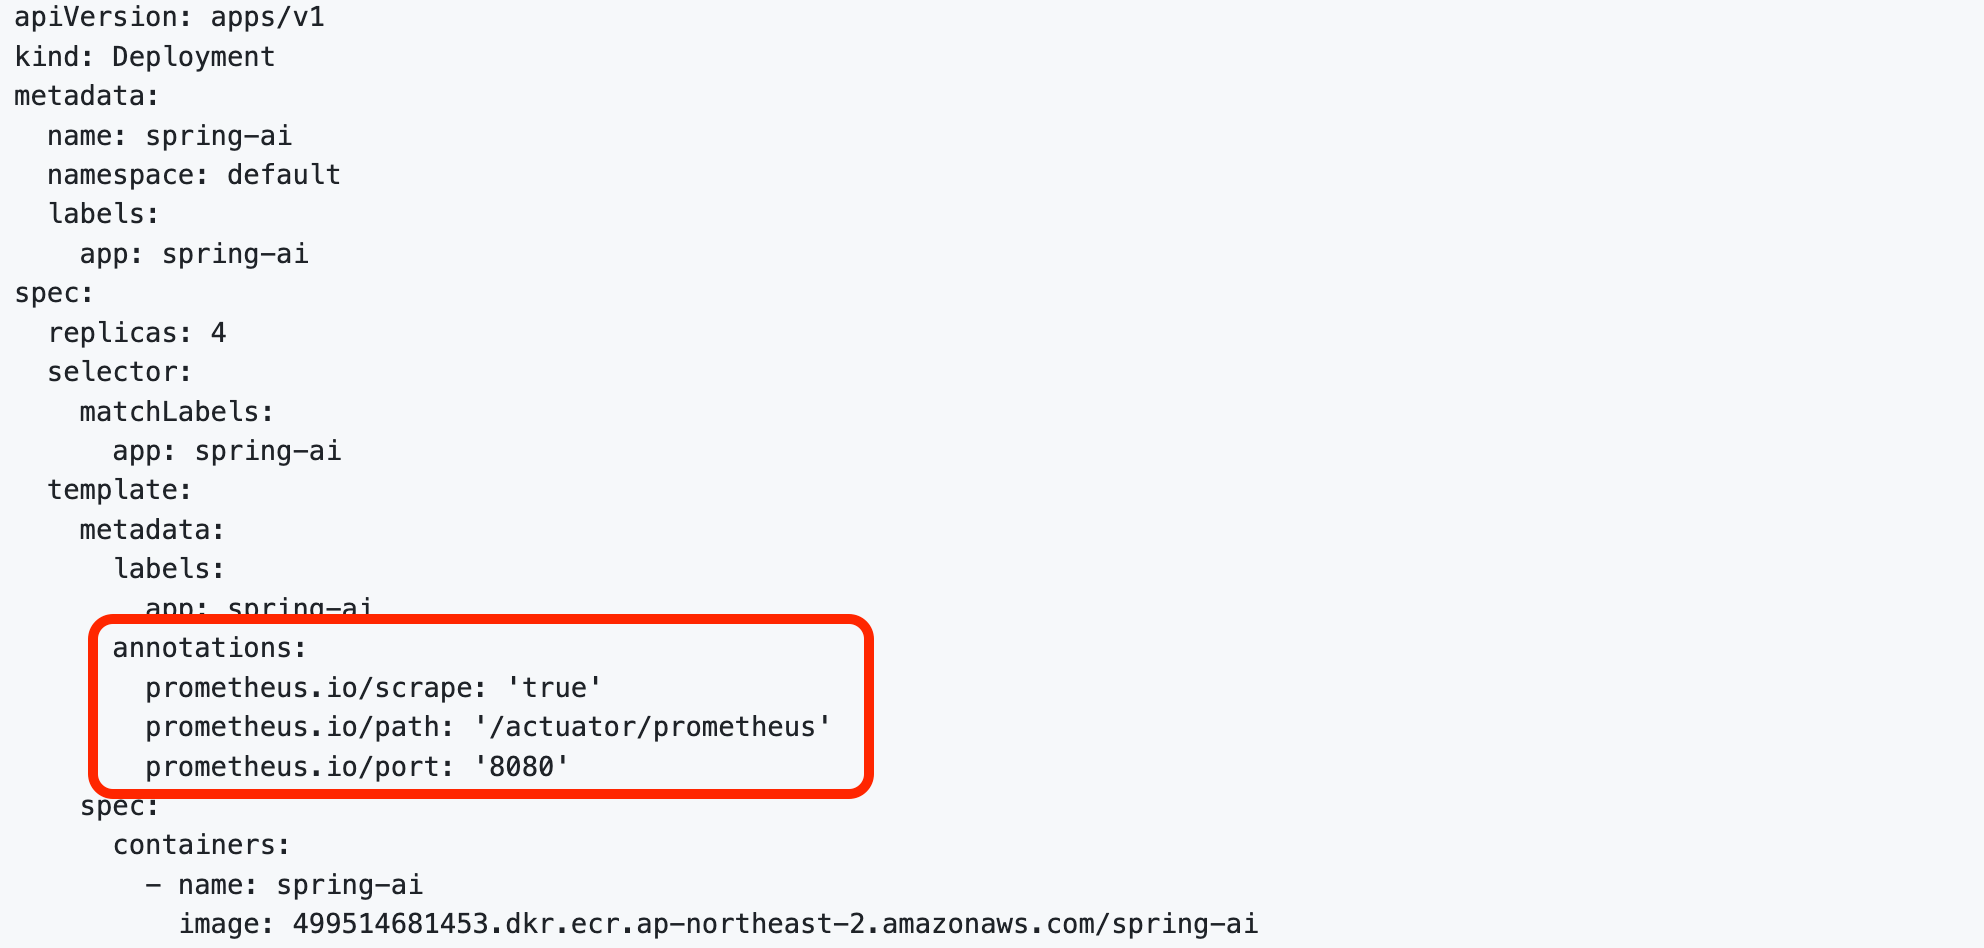 apiVersion: apps/v1
kind: Deployment
metadata:
  name: spring-ai
  namespace: default
  labels:
    app: spring-ai
spec:
  replicas: 4
  selector:
    matchLabels:
      app: spring-ai
  template:
    metadata:
      labels:
        app: spring-ai
      annotations:
        prometheus.io/scrape: 'true'
        prometheus.io/path: '/actuator/prometheus'
        prometheus.io/port: '8080'
    spec:
      containers:
        - name: spring-ai
          image: 499514681453.dkr.ecr.ap-northeast-2.amazonaws.com/spring-ai